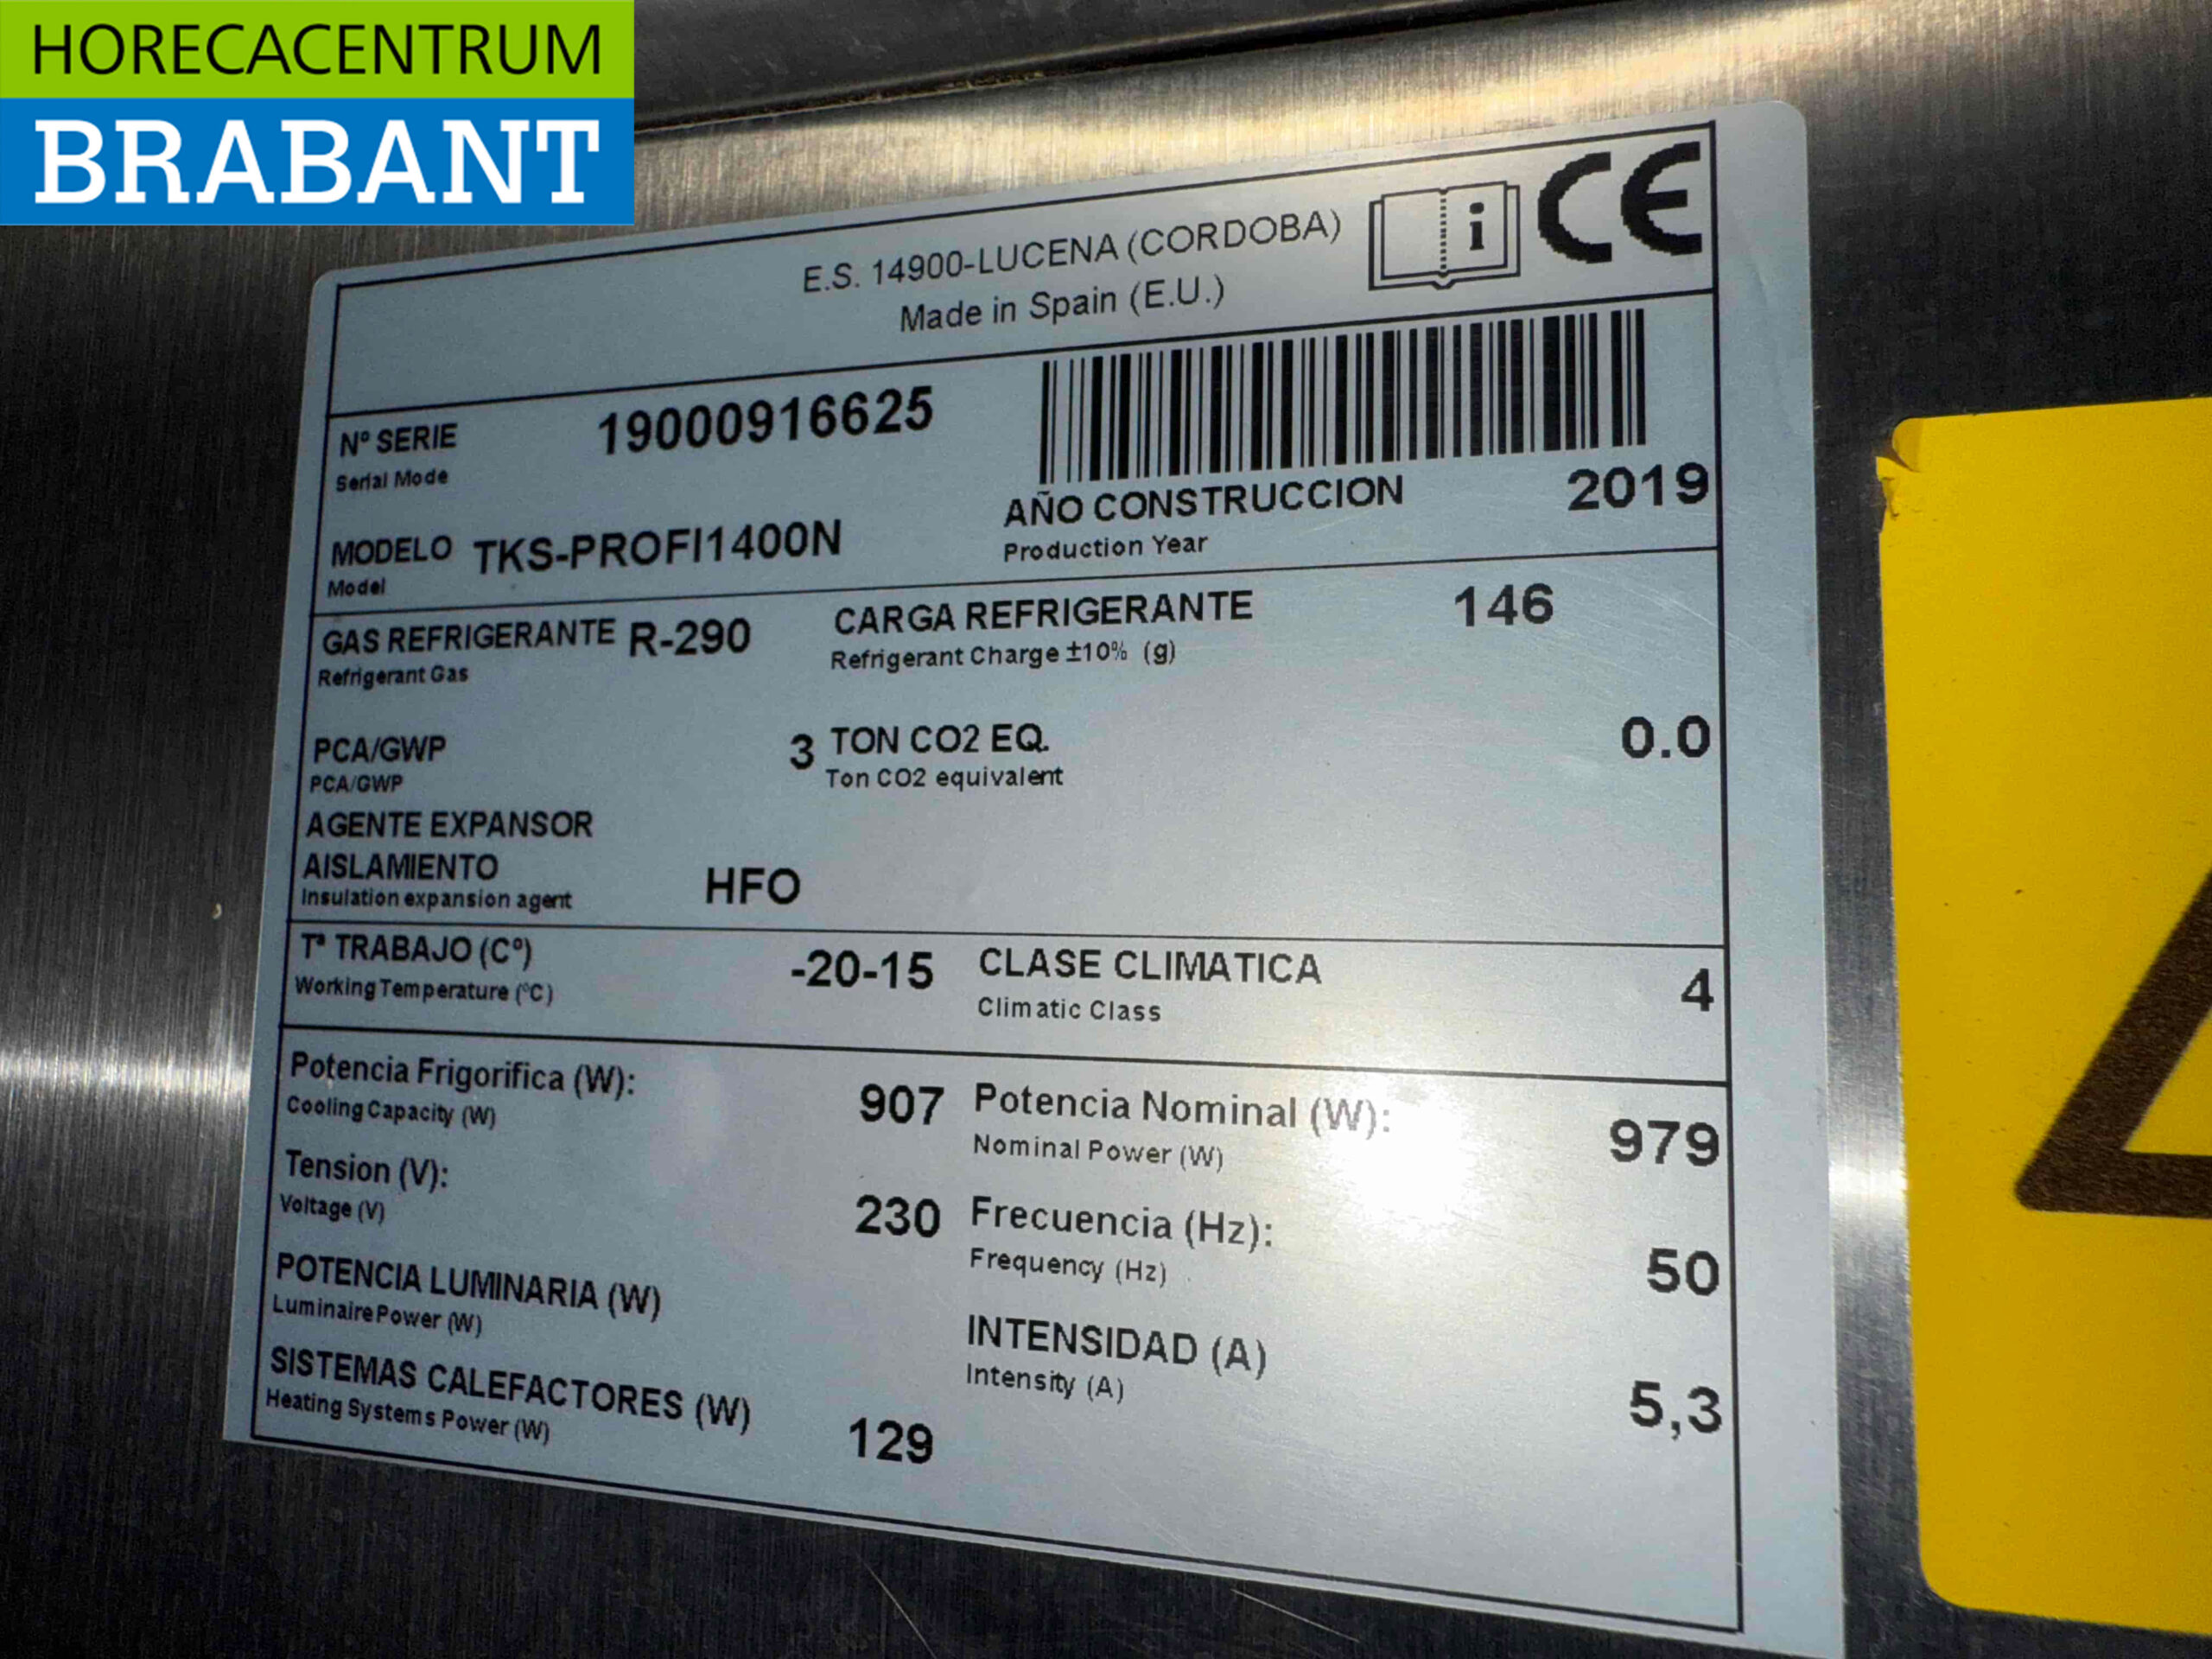 HORECACENTRUM
BRABANT
E.S. 14900-LUCENA (CORDOBA)
Made in Spain (E.U.)
i
CE
Nº SERIE 19000916625
Serial Mode
MODELO TKS-PROFI1400N
Model
AÑO CONSTRUCCION 2019
Production Year
GAS REFRIGERANTE R-290
Refrigerant Gas
CARGA REFRIGERANTE 146
Refrigerant Charge ±10% (g)
PCA/GWP 3
PCA/GWP
TON CO2 EQ. 0.0
Ton CO2 equivalent
AGENTE EXPANSOR
AISLAMIENTO HFO
Insulation expansion agent
Tª TRABAJO (Cº) -20-15
Working Temperature (ºC)
CLASE CLIMATICA 4
Climatic Class
Potencia Frigorifica (W): 907
Cooling Capacity (W)
Potencia Nominal (W): 979
Nominal Power (W)
Tension (V): 230
Voltage (V)
Frecuencia (Hz): 50
Frequency (Hz)
POTENCIA LUMINARIA (W)
Luminaire Power (W)
INTENSIDAD (A) 5,3
Intensity (A)
SISTEMAS CALEFACTORES (W) 129
Heating Systems Power (W)